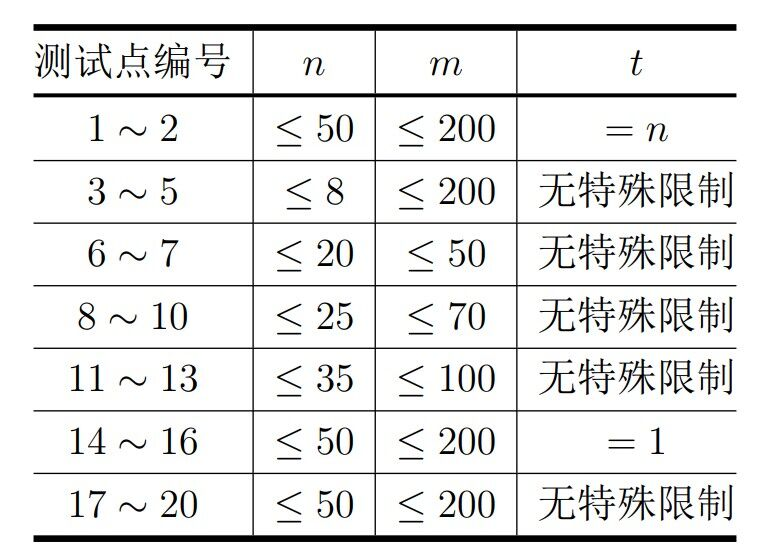 测试点编号 n m t
1 ∼ 2 ≤ 50 ≤ 200 = n
3 ∼ 5 ≤ 8 ≤ 200 无特殊限制
6 ∼ 7 ≤ 20 ≤ 50 无特殊限制
8 ∼ 10 ≤ 25 ≤ 70 无特殊限制
11 ∼ 13 ≤ 35 ≤ 100 无特殊限制
14 ∼ 16 ≤ 50 ≤ 200 = 1
17 ∼ 20 ≤ 50 ≤ 200 无特殊限制